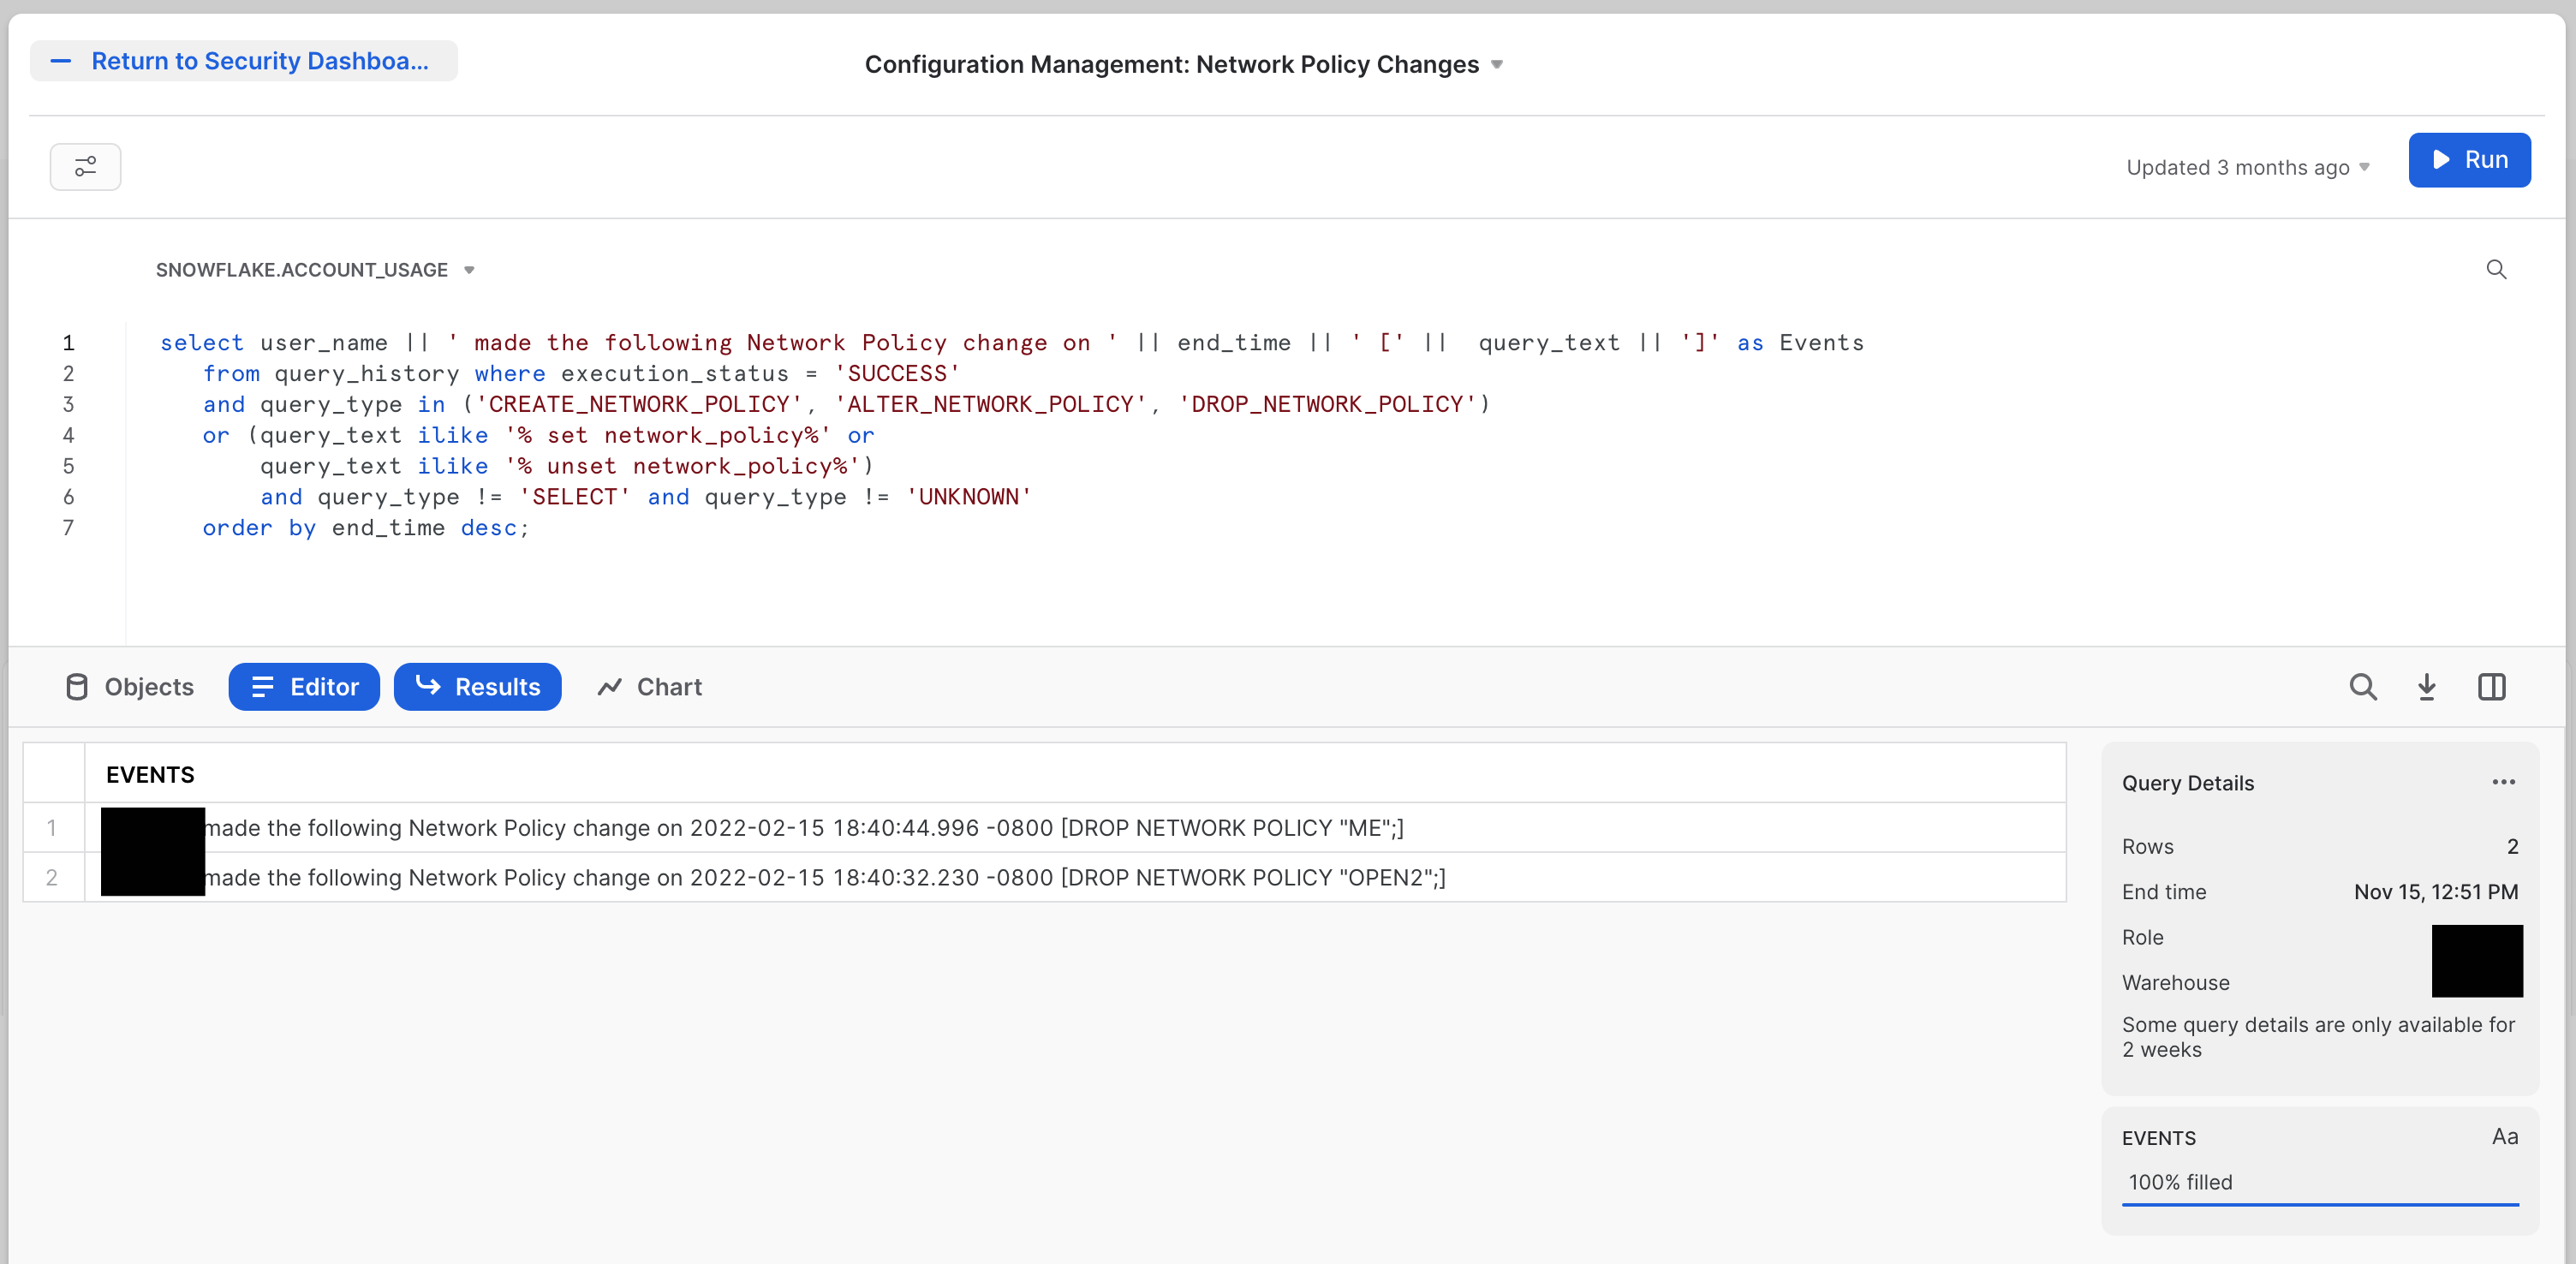 Return to Security Dashboa...
Configuration Management: Network Policy Changes
Updated 3 months ago
Run
SNOWFLAKE.ACCOUNT_USAGE
1 select user_name || ' made the following Network Policy change on ' || end_time || ' [' ||  query_text || ']' as Events
2 from query_history where execution_status = 'SUCCESS'
3 and query_type in ('CREATE_NETWORK_POLICY', 'ALTER_NETWORK_POLICY', 'DROP_NETWORK_POLICY')
4 or (query_text ilike '% set network_policy%' or
5 query_text ilike '% unset network_policy%')
6 and query_type != 'SELECT' and query_type != 'UNKNOWN'
7 order by end_time desc;
Objects Editor Results Chart
EVENTS
1 made the following Network Policy change on 2022-02-15 18:40:44.996 -0800 [DROP NETWORK POLICY "ME";]
2 made the following Network Policy change on 2022-02-15 18:40:32.230 -0800 [DROP NETWORK POLICY "OPEN2";]
Query Details ...
Rows 2
End time Nov 15, 12:51 PM
Role
Warehouse
Some query details are only available for
2 weeks
EVENTS Aa
100% filled